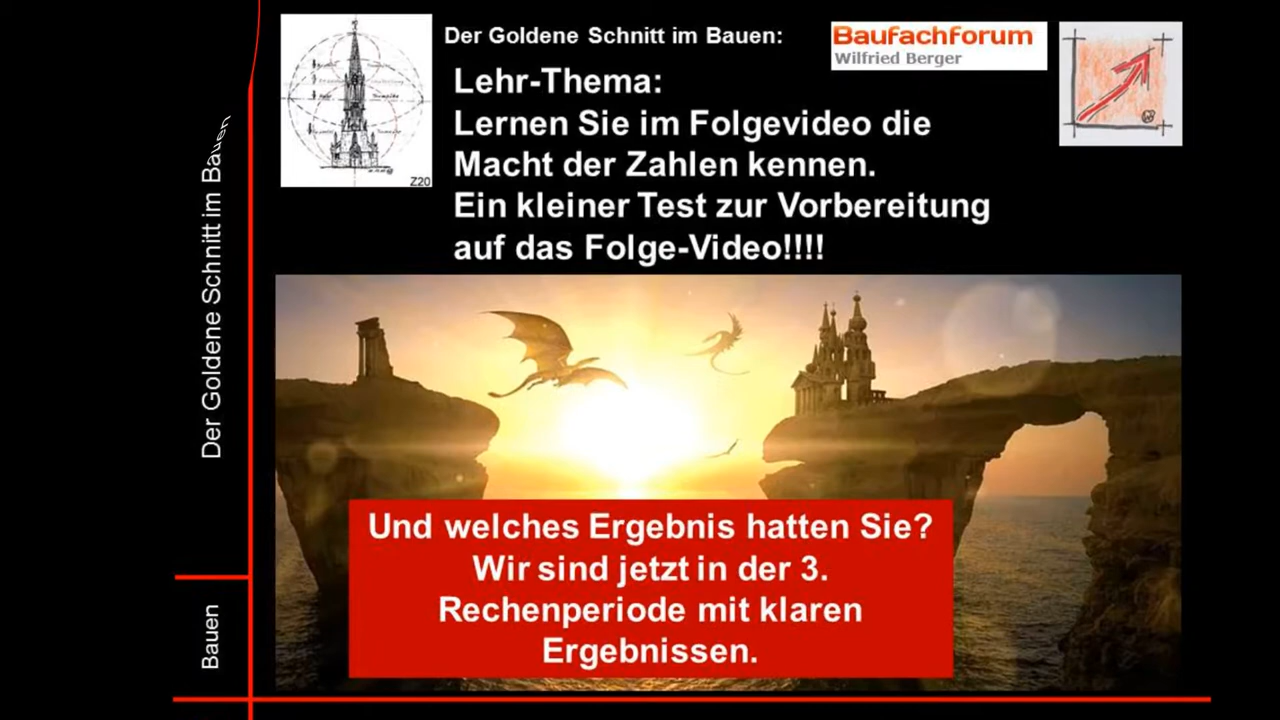 Der Goldene Schnitt im Bauen:
Baufachforum
Wilfried Berger
Lehr-Thema:
Lernen Sie im Folgevideo die
Macht der Zahlen kennen.
Ein kleiner Test zur Vorbereitung
auf das Folge-Video!!!!
Z20
Der Goldene Schnitt im Bauen
Und welches Ergebnis hatten Sie?
Wir sind jetzt in der 3.
Rechenperiode mit klaren
Ergebnissen.
Bauen